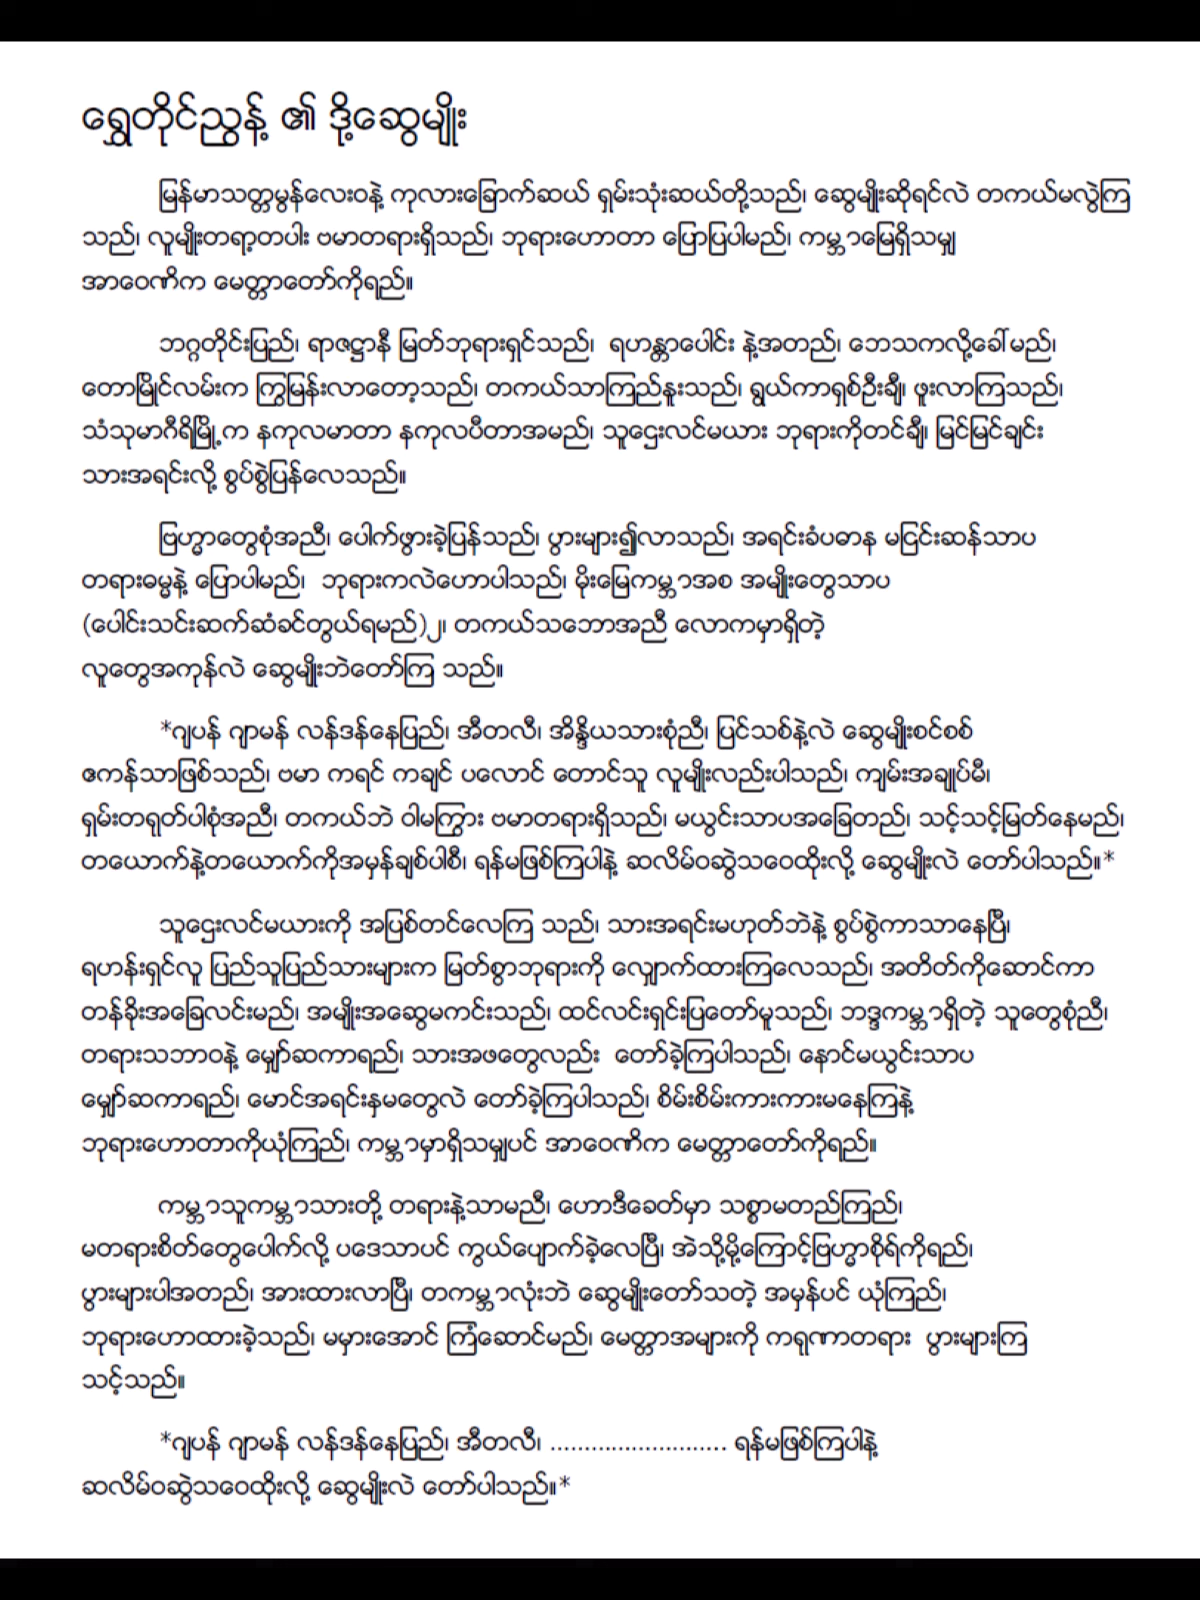 ရွှေတိုင်ညွန့် ၏ ဒို့ဆွေမျိုး
မြန်မာသတ္တမွန်လေးဝနဲ့ ကုလားခြောက်ဆယ် ရှမ်းသုံးဆယ်တို့သည်၊ ဆွေမျိုးဆိုရင်လဲ တကယ်မလွဲကြ
သည်၊ လူမျိုးတရာ့တပါး ဗမာတရားရှိသည်၊ ဘုရားဟောတာ ပြောပြပါမည်၊ ကမ္ဘာမြေရှိသမျှ
အာဝေဏိက မေတ္တာတော်ကိုရည်။
ဘဂ္ဂတိုင်းပြည်၊ ရာဇဋ္ဌာနီ မြတ်ဘုရားရှင်သည်၊ ရဟန္တာပေါင်း နဲ့အတည်၊ ဘေသကလို့ခေါ်မည်၊
တောမြိုင်လမ်းက ကြွမြန်းလာတော့သည်၊ တကယ်သာကြည်နူးသည်၊ ရွယ်ကာရှစ်ဦးချီ၊ ဖူးလာကြသည်၊
သံသုမာဂီရိမြို့က နကုလမာတာ နကုလပီတာအမည်၊ သူဌေးလင်မယား ဘုရားကိုတင်ချီ၊ မြင်မြင်ချင်း
သားအရင်းလို့ စွပ်စွဲပြန်လေသည်။
ဗြဟ္မာတွေစုံအညီ၊ ပေါက်ဖွားခဲ့ပြန်သည်၊ ပွားများ၍လာသည်၊ အရင်းခံပဓာန မငြင်းဆန်သာပ
တရားဓမ္မနဲ့ ပြောပါမည်၊ ဘုရားကလဲဟောပါသည်၊ မိုးမြေကမ္ဘာအစ အမျိုးတွေသာပ
(ပေါင်းသင်းဆက်ဆံခင်တွယ်ရမည်)၂၊ တကယ်သဘောအညီ လောကမှာရှိတဲ့
လူတွေအကုန်လဲ ဆွေမျိုးဘဲတော်ကြ သည်။
*ဂျပန် ဂျာမန် လန်ဒန်နေပြည်၊ အီတလီ၊ အိန္ဒိယသားစုံညီ၊ ပြင်သစ်နဲ့လဲ ဆွေမျိုးစင်စစ်
ဧကန်သာဖြစ်သည်၊ ဗမာ ကရင် ကချင် ပလောင် တောင်သူ လူမျိုးလည်းပါသည်၊ ကျမ်းအချုပ်မီ၊
ရှမ်းတရုတ်ပါစုံအညီ၊ တကယ်ဘဲ ဝါမကြွား ဗမာတရားရှိသည်၊ မယွင်းသာပအခြေတည်၊ သင့်သင့်မြတ်နေမည်၊
တယောက်နဲ့တယောက်ကိုအမှန်ချစ်ပါစီ၊ ရန်မဖြစ်ကြပါနဲ့ ဆလိမ်ဝဆွဲသဝေထိုးလို့ ဆွေမျိုးလဲ တော်ပါသည်။*
သူဌေးလင်မယားကို အပြစ်တင်လေကြ သည်၊ သားအရင်းမဟုတ်ဘဲနဲ့ စွပ်စွဲကာသာနေပြီ၊
ရဟန်းရှင်လူ ပြည်သူပြည်သားများက မြတ်စွာဘုရားကို လျှောက်ထားကြလေသည်၊ အတိတ်ကိုဆောင်ကာ
တန်ခိုးအခြေလင်းမည်၊ အမျိုးအဆွေမကင်းသည်၊ ထင်လင်းရှင်းပြတော်မူသည်၊ ဘဒ္ဒကမ္ဘာရှိတဲ့ သူတွေစုံညီ၊
တရားသဘာဝနဲ့ မျှော်ဆကာရည်၊ သားအဖတွေလည်း တော်ခဲ့ကြပါသည်၊ နောင်မယွင်းသာပ
မျှော်ဆကာရည်၊ မောင်အရင်းနှမတွေလဲ တော်ခဲ့ကြပါသည်၊ စိမ်းစိမ်းကားကားမနေကြနဲ့
ဘုရားဟောတာကိုယုံကြည်၊ ကမ္ဘာမှာရှိသမျှပင် အာဝေဏိက မေတ္တာတော်ကိုရည်။
ကမ္ဘာသူကမ္ဘာသားတို့ တရားနဲ့သာမညီ၊ ဟောဒီခေတ်မှာ သစ္စာမတည်ကြည်၊
မတရားစိတ်တွေပေါက်လို့ ပဒေသာပင် ကွယ်ပျောက်ခဲ့လေပြီ၊ အဲသို့မို့ကြောင့်ဗြဟ္မာစိုရ်ကိုရည်၊
ပွားများပါအတည်၊ အားထားလာပြီ၊ တကမ္ဘာလုံးဘဲ ဆွေမျိုးတော်သတဲ့ အမှန်ပင် ယုံကြည်၊
ဘုရားဟောထားခဲ့သည်၊ မမှားအောင် ကြံဆောင်မည်၊ မေတ္တာအများကို ကရုဏာတရား ပွားများကြ
သင့်သည်။
*ဂျပန် ဂျာမန် လန်ဒန်နေပြည်၊ အီတလီ၊ ......................... ရန်မဖြစ်ကြပါနဲ့
ဆလိမ်ဝဆွဲသဝေထိုးလို့ ဆွေမျိုးလဲ တော်ပါသည်။*